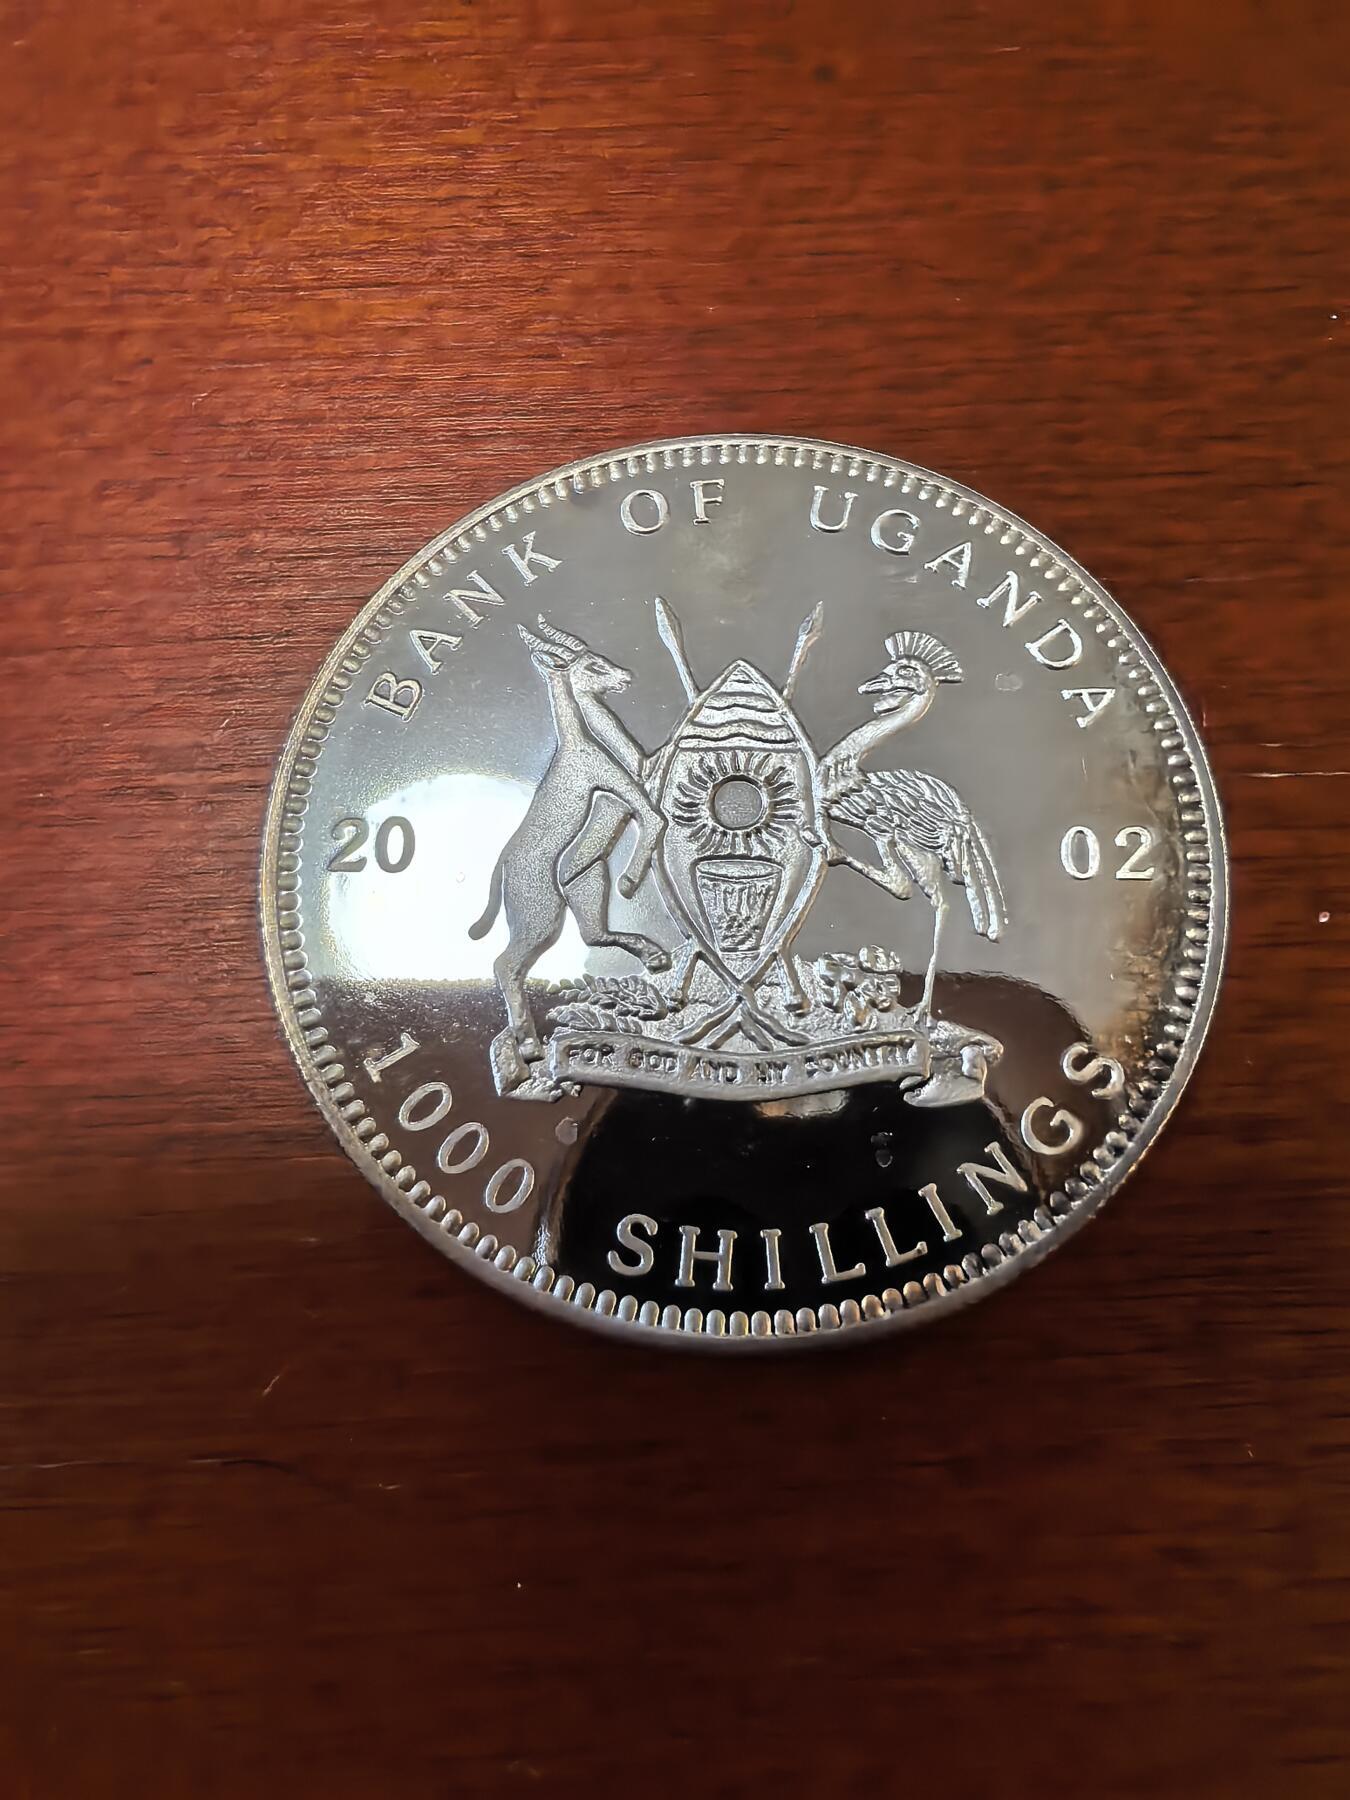 BANK OF UGANDA
20 02
FOR GOD AND MY COUNTRY
1000 SHILLINGS